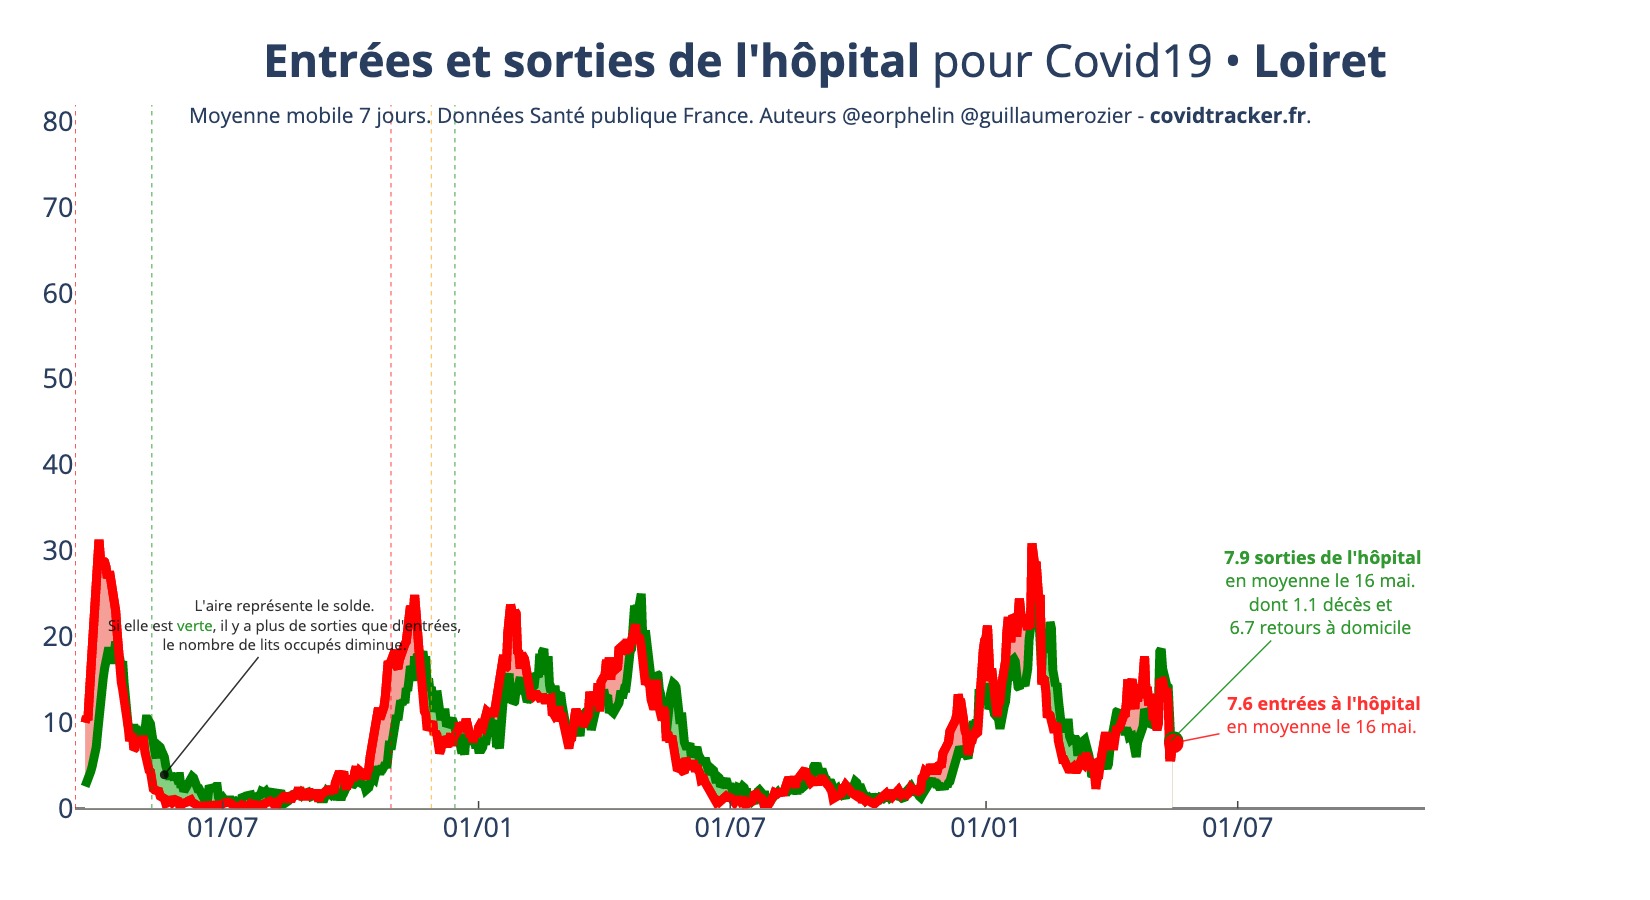 Entrées et sorties de l'hôpital pour Covid19 • Loiret
Moyenne mobile 7 jours. Données Santé publique France. Auteurs @eorphelin @guillaumerozier - covidtracker.fr.
80
70
60
50
40
30
20
10
0
L'aire représente le solde.
Si elle est verte, il y a plus de sorties que d'entrées,
le nombre de lits occupés diminue.
7.9 sorties de l'hôpital
en moyenne le 16 mai.
dont 1.1 décès et
6.7 retours à domicile
7.6 entrées à l'hôpital
en moyenne le 16 mai.
01/07
01/01
01/07
01/01
01/07